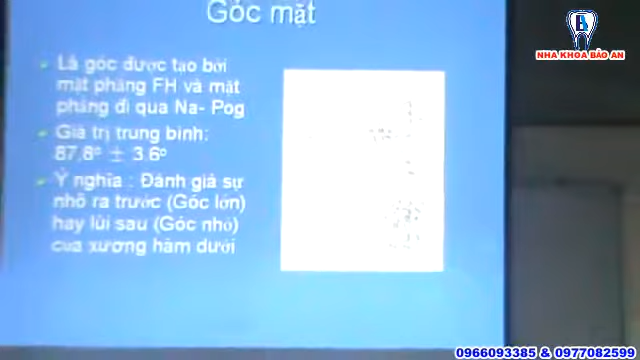 Góc mặt
Là góc được tạo bởi
mặt phẳng FH và mặt
phẳng đi qua Na- Pog
Giá trị trung bình:
87.8º ± 3.6º
Ý nghĩa : Đánh giá sự
nhô ra trước (Góc lớn)
hay lùi sau (Góc nhỏ)
của xương hàm dưới
NHA KHOA BẢO AN
0966093385 & 0977082599